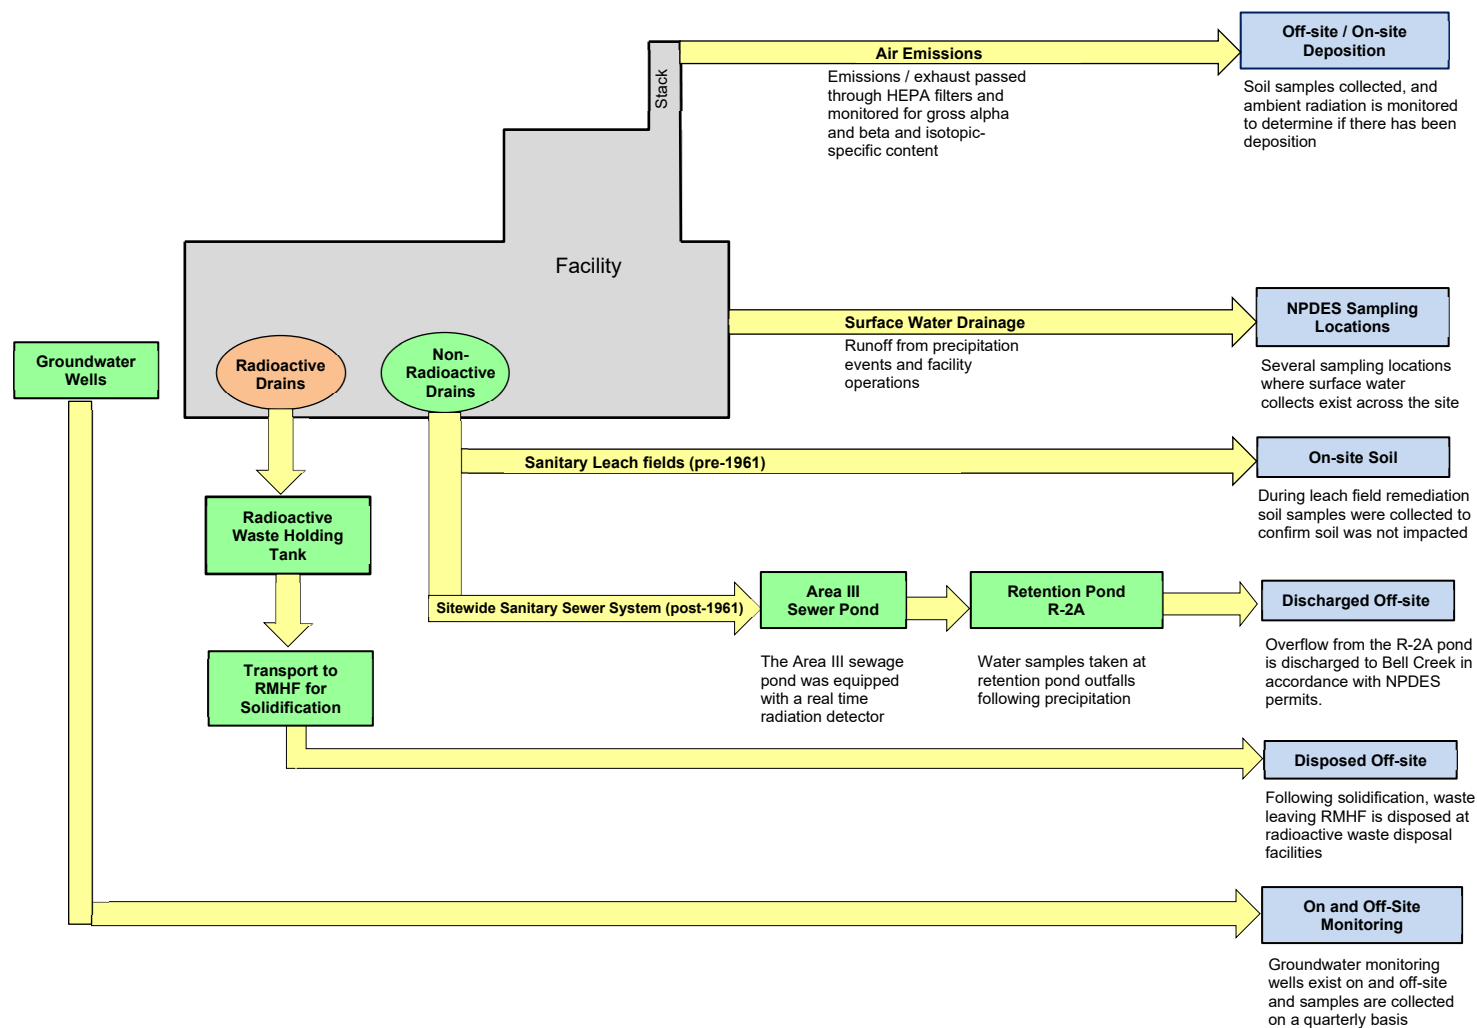 Off-site / On-site
Deposition
Air Emissions
Stack
Emissions / exhaust passed
through HEPA filters and
monitored for gross alpha
and beta and isotopic-
specific content
Soil samples collected, and
ambient radiation is monitored
to determine if there has been
deposition
Facility
NPDES Sampling
Locations
Surface Water Drainage
Runoff from precipitation
events and facility
operations
Several sampling locations
where surface water
collects exist across the site
Groundwater
Wells
Radioactive
Drains
Non-
Radioactive
Drains
Sanitary Leach fields (pre-1961)
On-site Soil
During leach field remediation
soil samples were collected to
confirm soil was not impacted
Radioactive
Waste Holding
Tank
Sitewide Sanitary Sewer System (post-1961)
Area III
Sewer Pond
Retention Pond
R-2A
Discharged Off-site
The Area III sewage
pond was equipped
with a real time
radiation detector
Water samples taken at
retention pond outfalls
following precipitation
Overflow from the R-2A pond
is discharged to Bell Creek in
accordance with NPDES
permits.
Transport to
RMHF for
Solidification
Disposed Off-site
Following solidification, waste
leaving RMHF is disposed at
radioactive waste disposal
facilities
On and Off-Site
Monitoring
Groundwater monitoring
wells exist on and off-site
and samples are collected
on a quarterly basis